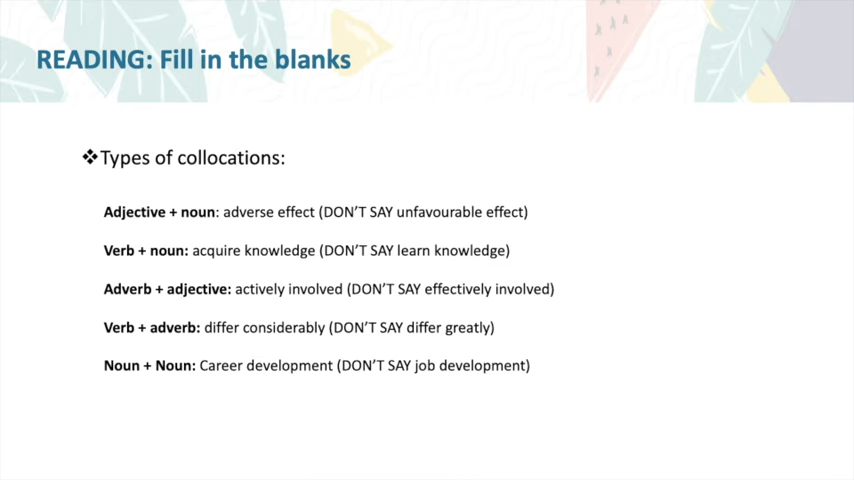 READING: Fill in the blanks
❖Types of collocations:
Adjective + noun: adverse effect (DON’T SAY unfavourable effect)
Verb + noun: acquire knowledge (DON’T SAY learn knowledge)
Adverb + adjective: actively involved (DON’T SAY effectively involved)
Verb + adverb: differ considerably (DON’T SAY differ greatly)
Noun + Noun: Career development (DON’T SAY job development)